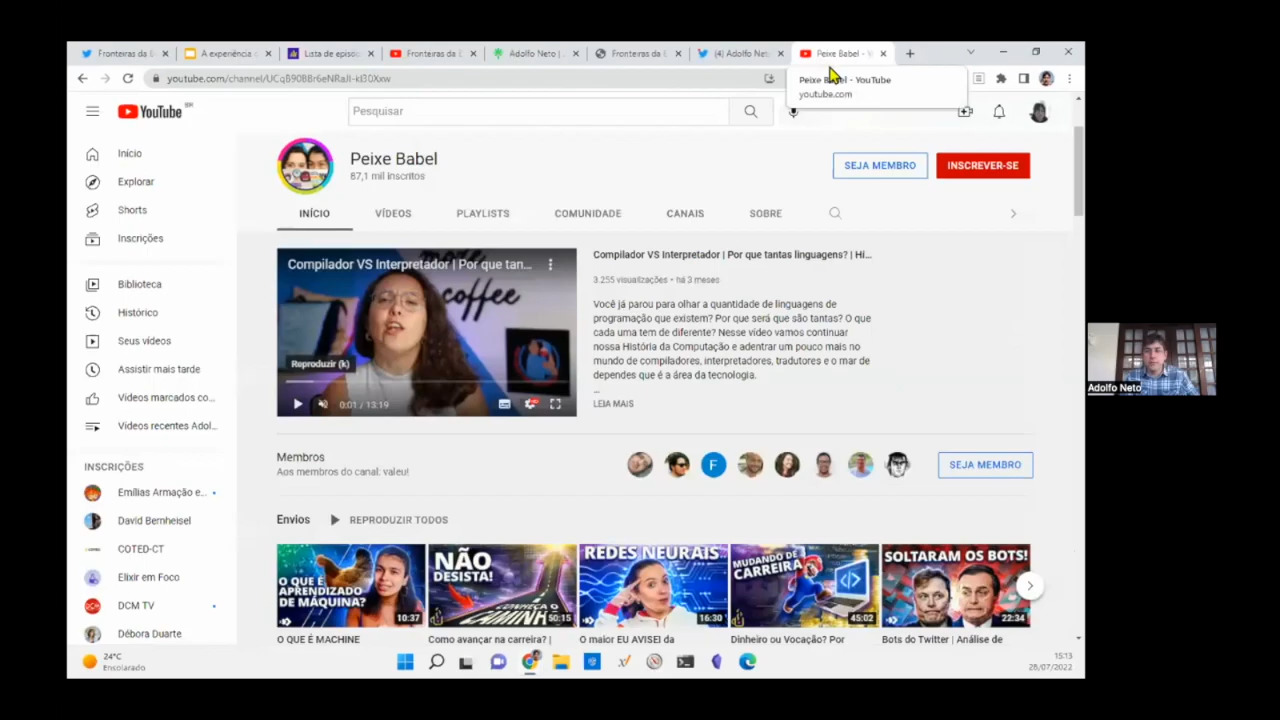 Fronteiras da E
A experiência c
Lista de episód
Fronteiras da E
Adolfo Neto |
Fronteiras da E
(4) Adolfo Neto
Peixe Babel - Y
Peixe Babel - YouTube
youtube.com
YouTube BR
Pesquisar
Início
Explorar
Shorts
Inscrições
Biblioteca
Histórico
Seus vídeos
Assistir mais tarde
Vídeos marcados co...
Vídeos recentes Adol...
INSCRIÇÕES
Emílias Armação e...
David Bernheisel
COTED-CT
Elixir em Foco
DCM TV
Débora Duarte
Peixe Babel
87,1 mil inscritos
SEJA MEMBRO
INSCREVER-SE
INÍCIO
VÍDEOS
PLAYLISTS
COMUNIDADE
CANAIS
SOBRE
Compilador VS Interpretador | Por que tan...
coffee
Reproduzir (k)
0:01 / 13:19
Compilador VS Interpretador | Por que tantas linguagens? | Hi...
3.255 visualizações • há 3 meses
Você já parou para olhar a quantidade de linguagens de
programação que existem? Por que será que são tantas? O que
cada uma tem de diferente? Nesse vídeo vamos continuar
nossa História da Computação e adentrar um pouco mais no
mundo de compiladores, interpretadores, tradutores e o mar de
dependes que é a área da tecnologia.
...
LEIA MAIS
Membros
Aos membros do canal: valeu!
F
SEJA MEMBRO
Envios
REPRODUZIR TODOS
O QUE É
APRENDIZADO
DE MÁQUINA?
10:37
NÃO
DESISTA!
CONHEÇA O
CAMINHO
50:15
REDES NEURAIS
16:30
MUDANDO DE
CARREIRA
45:02
SOLTARAM OS BOTS!
22:34
O QUE É MACHINE
Como avançar na carreira? |
O maior EU AVISEI da
Dinheiro ou Vocação? Por
Bots do Twitter | Análise de
24°C
Ensolarado
15:13
28/07/2022
Adolfo Neto